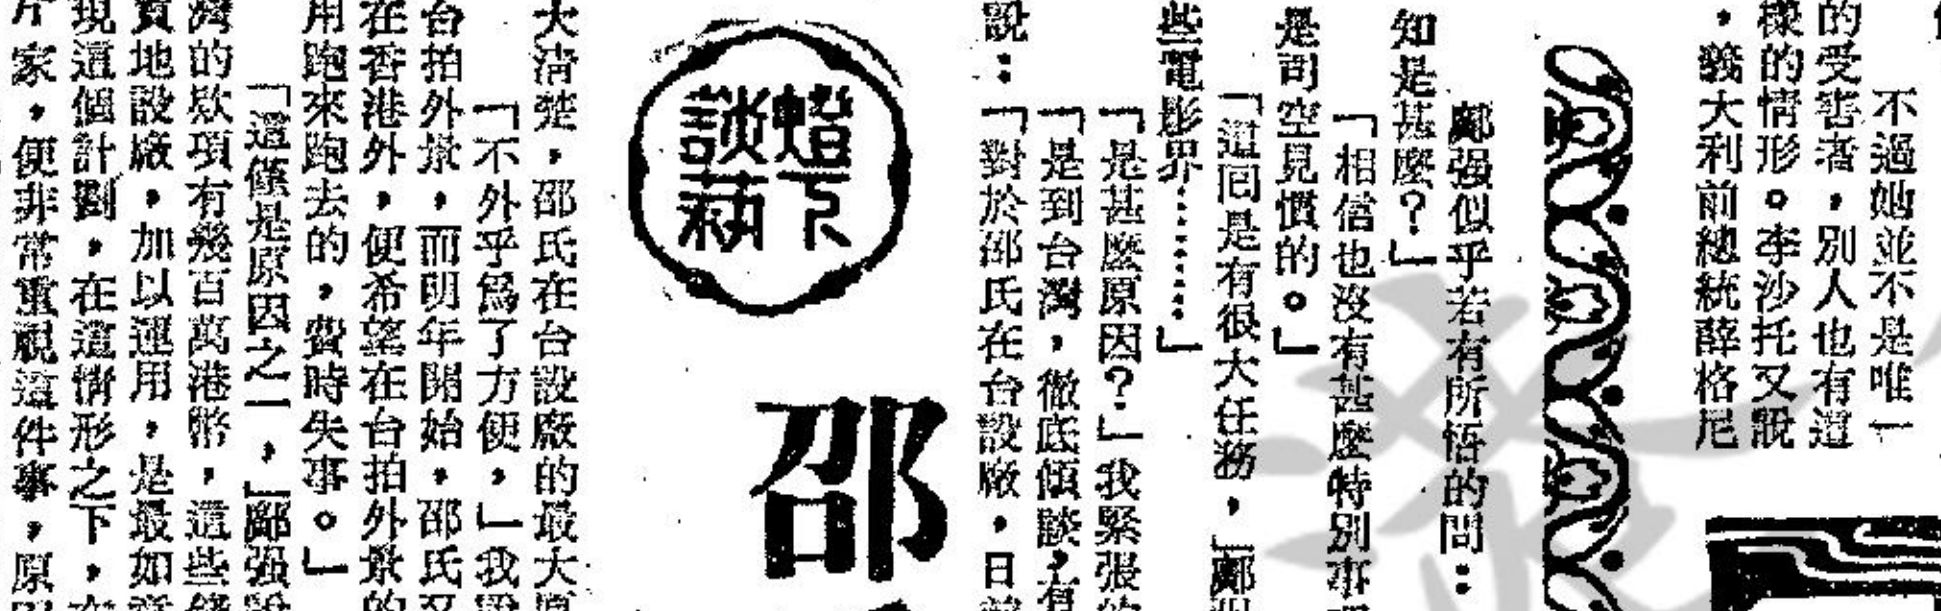 不過她並不是唯一
的受害者，別人也有這
樣的情形。李沙托又說
，義大利前總統薛格尼
鄺强似乎若有所悟的問：
知是甚麼？」
「相信也沒有甚麼特別事
是司空見慣的。」
「這回是有很大任務，」鄺
些電影界………」
「是甚麼原因？」我緊張的
「是到台灣，徹底傾談，有
說：「對於邵氏在台設廠，日
燈下
談藪
邵
大清楚，邵氏在台設廠的最大原
「不外乎爲了方便，」我說
台拍外景，而明年開始，邵氏又
在香港外，便希望在台拍外景的
用跑來跑去的，費時失事。」
「這僅是原因之一，」鄺强說
灣的欵項有幾百萬港幣，這些錢
資地設廠，加以運用，是最如意
現這個計劃，在這情形之下，
片家，便非常重視這件事，原